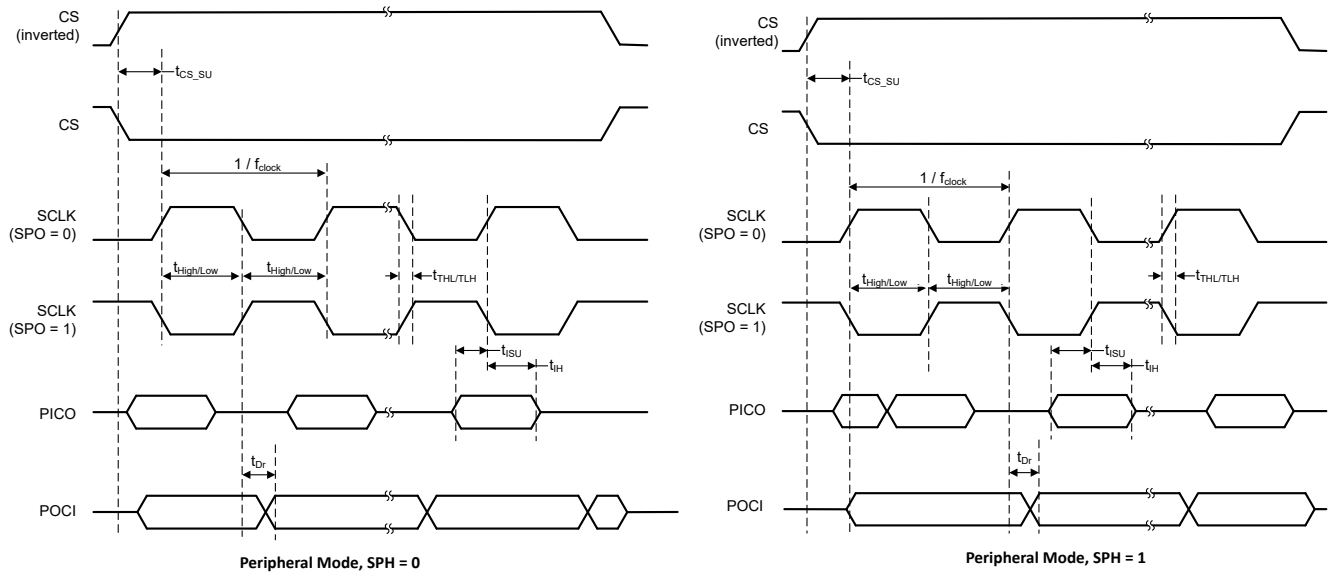 CS
(inverted)
tCS_SU
CS
1 / fclock
SCLK
(SPO = 0)
tHigh/Low
tHigh/Low
tTHL/TLH
SCLK
(SPO = 1)
tISU
tIH
PICO
tDr
POCI
Peripheral Mode, SPH = 0
CS
(inverted)
tCS_SU
CS
1 / fclock
SCLK
(SPO = 0)
tHigh/Low
tHigh/Low
tTHL/TLH
SCLK
(SPO = 1)
tISU
tIH
PICO
tDr
POCI
Peripheral Mode, SPH = 1